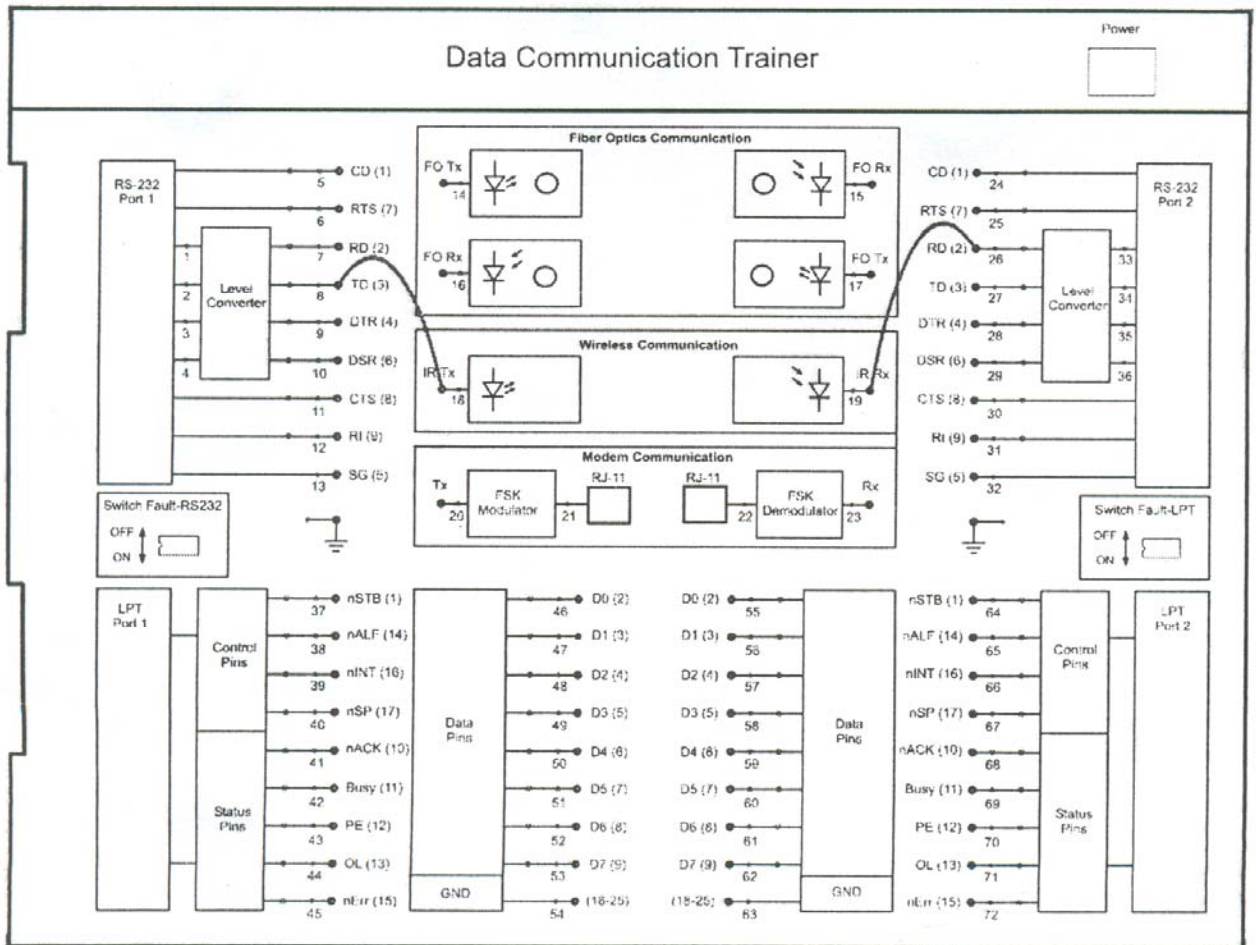 Power
Data Communication Trainer
Fiber Optics Communication
FO Tx
14
FO Rx
15
FO Rx
16
FO Tx
17
Wireless Communication
IR Tx
18
IR Rx
19
Modem Communication
Tx
20
FSK
Modulator
21
RJ-11
RJ-11
22
FSK
Demodulator
23
Rx
RS-232
Port 1
1
2
3
4
Level
Converter
CD (1)
5
RTS (7)
6
RD (2)
7
TD (3)
8
DTR (4)
9
DSR (6)
10
CTS (8)
11
RI (9)
12
SG (5)
13
CD (1)
24
RTS (7)
25
RD (2)
26
TD (3)
27
DTR (4)
28
DSR (6)
29
CTS (8)
30
RI (9)
31
SG (5)
32
Level
Converter
33
34
35
36
RS-232
Port 2
Switch Fault-RS232
OFF
ON
Switch Fault-LPT
OFF
ON
LPT
Port 1
Control
Pins
Status
Pins
nSTB (1)
37
nALF (14)
38
nINT (16)
39
nSP (17)
40
nACK (10)
41
Busy (11)
42
PE (12)
43
OL (13)
44
nErr (15)
45
Data
Pins
GND
46 D0 (2)
47 D1 (3)
48 D2 (4)
49 D3 (5)
50 D4 (6)
51 D5 (7)
52 D6 (8)
53 D7 (9)
54 (18-25)
D0 (2) 55
D1 (3) 56
D2 (4) 57
D3 (5) 58
D4 (6) 59
D5 (7) 60
D6 (8) 61
D7 (9) 62
(18-25) 63
Data
Pins
GND
nSTB (1)
64
nALF (14)
65
nINT (16)
66
nSP (17)
67
nACK (10)
68
Busy (11)
69
PE (12)
70
OL (13)
71
nErr (15)
72
Control
Pins
Status
Pins
LPT
Port 2